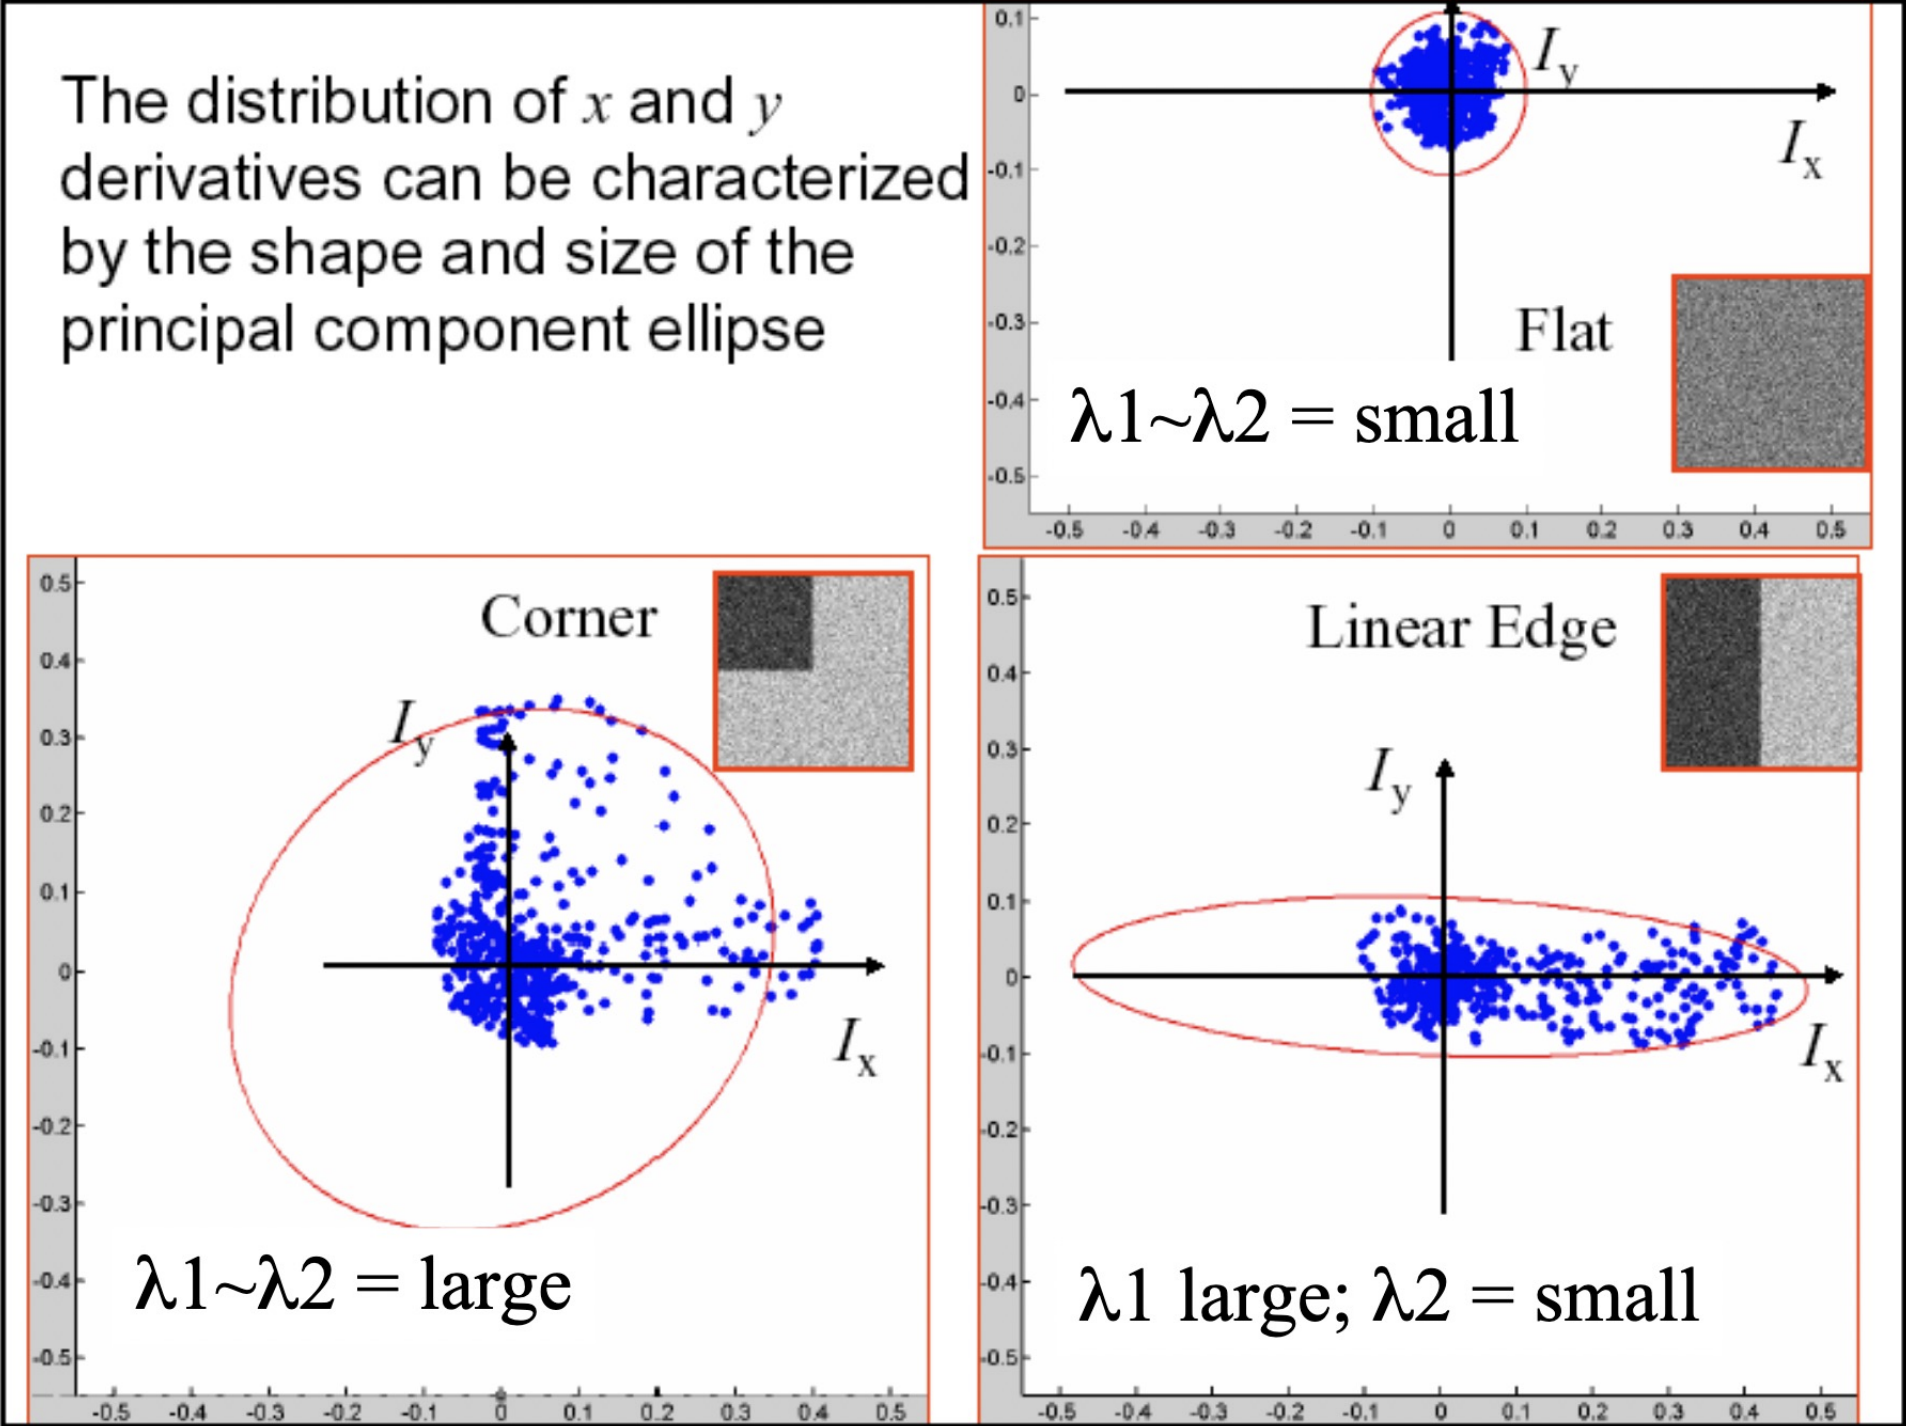 The distribution of x and y
derivatives can be characterized
by the shape and size of the
principal component ellipse
0.1
0
-0.1
-0.2
-0.3
-0.4
-0.5
Iy
Ix
Flat
λ1~λ2 = small
-0.5 -0.4 -0.3 -0.2 -0.1 0 0.1 0.2 0.3 0.4 0.5
0.5
0.4
0.3
0.2
0.1
0
-0.1
-0.2
-0.3
-0.4
-0.5
Corner
Iy
Ix
λ1~λ2 = large
-0.5 -0.4 -0.3 -0.2 -0.1 0 0.1 0.2 0.3 0.4 0.5
0.5
0.4
0.3
0.2
0.1
0
-0.1
-0.2
-0.3
-0.4
-0.5
Linear Edge
Iy
Ix
λ1 large; λ2 = small
-0.5 -0.4 -0.3 -0.2 -0.1 0 0.1 0.2 0.3 0.4 0.5